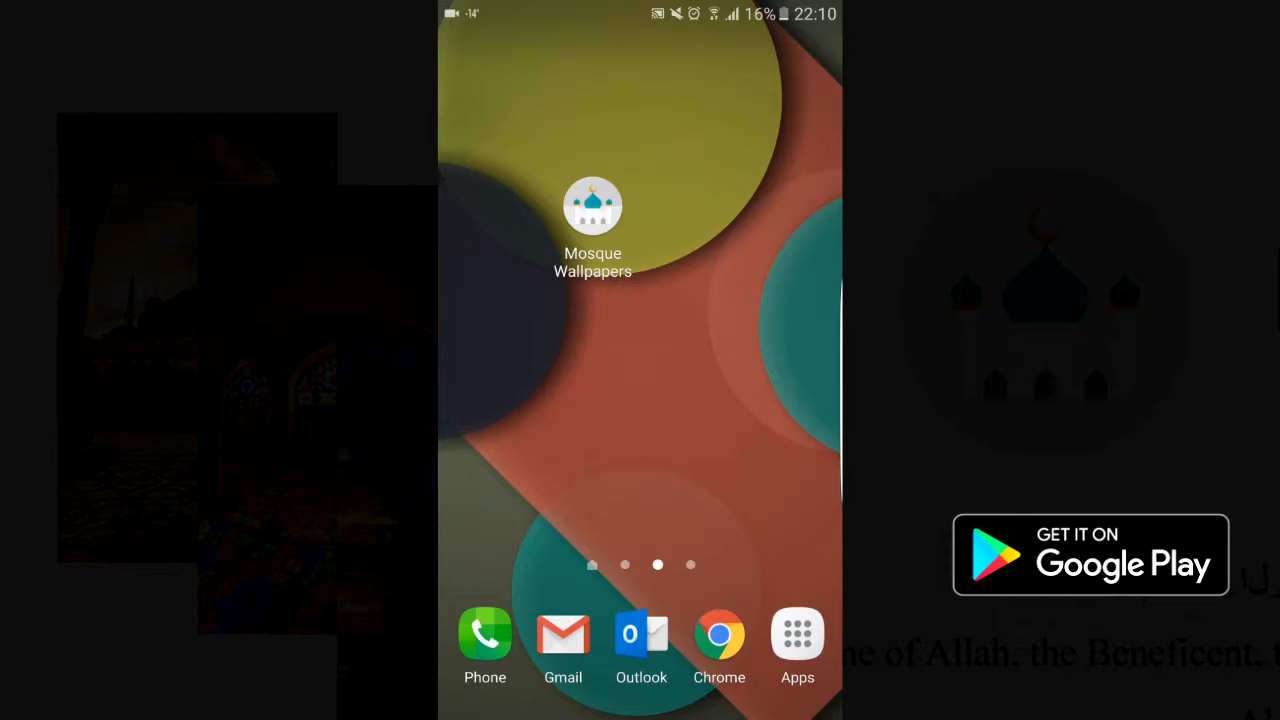 -14°
16%
22:10
Mosque
Wallpapers
GET IT ON
Google Play
of Allah, the Beneficent,
Phone
Gmail
Outlook
Chrome
Apps